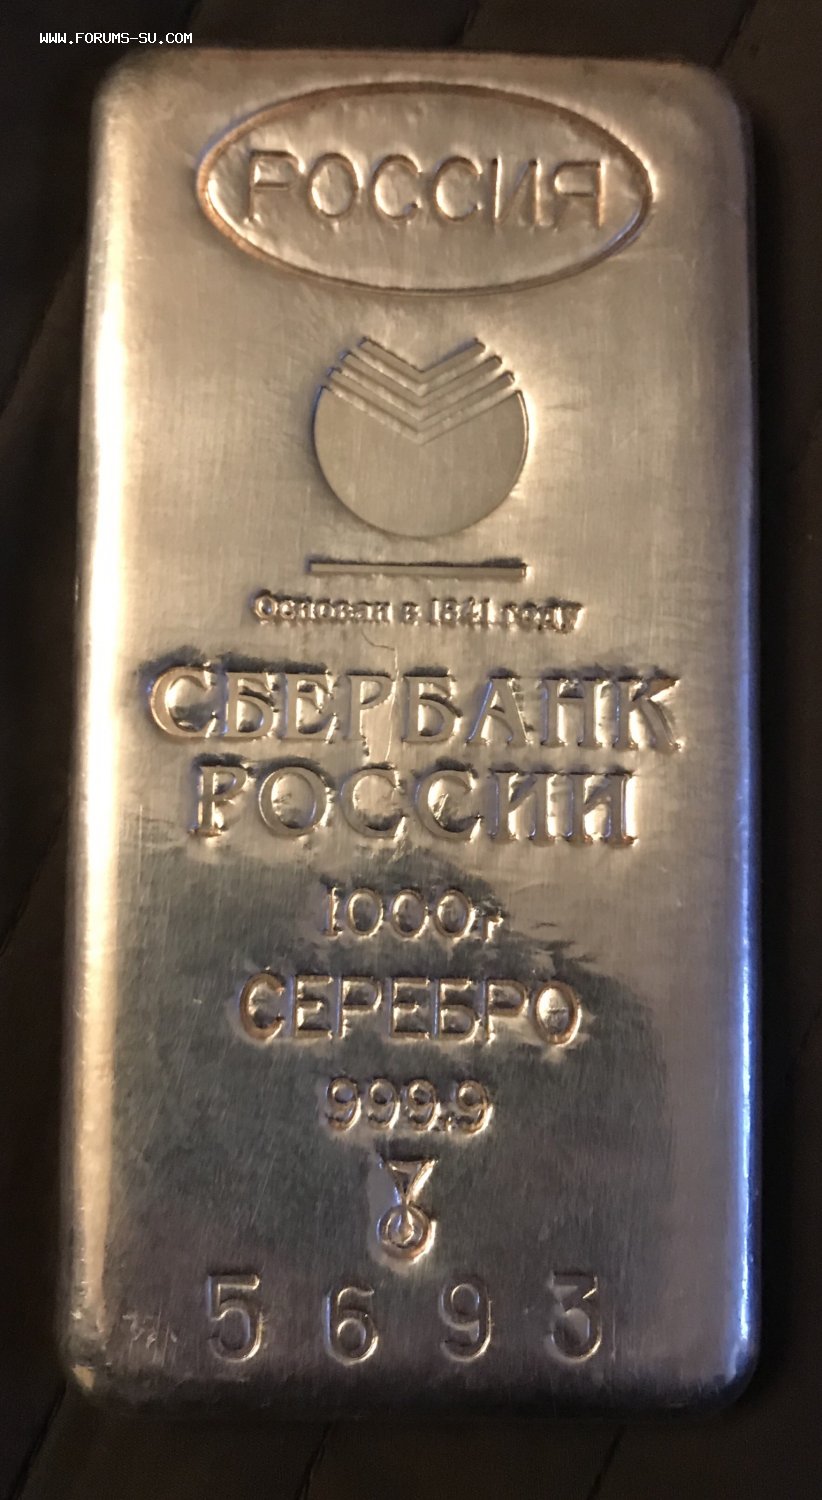 WWW.FORUMS-SU.COM
РОССИЯ
Основан в 1841 году
СБЕРБАНК
РОССИИ
1000г
СЕРЕБРО
999.9
5693